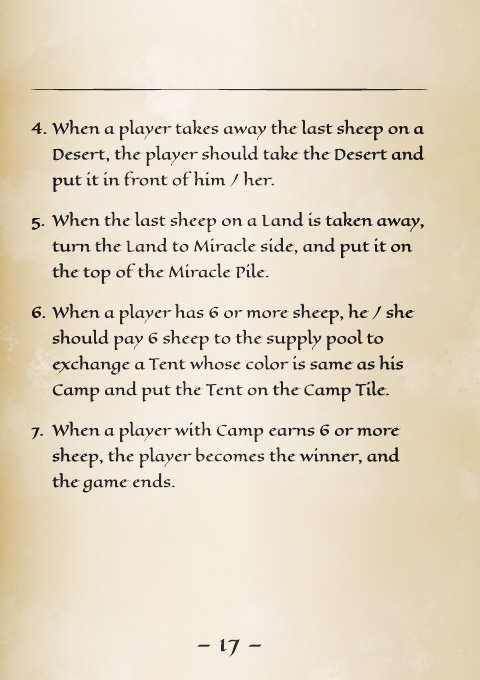 4. When a player takes away the last sheep on a
Desert, the player should take the Desert and
put it in front of him / her.
5. When the last sheep on a Land is taken away,
turn the Land to Miracle side, and put it on
the top of the Miracle Pile.
6. When a player has 6 or more sheep, he / she
should pay 6 sheep to the supply pool to
exchange a Tent whose color is same as his
Camp and put the Tent on the Camp Tile.
7. When a player with Camp earns 6 or more
sheep, the player becomes the winner, and
the game ends.
– 17 –